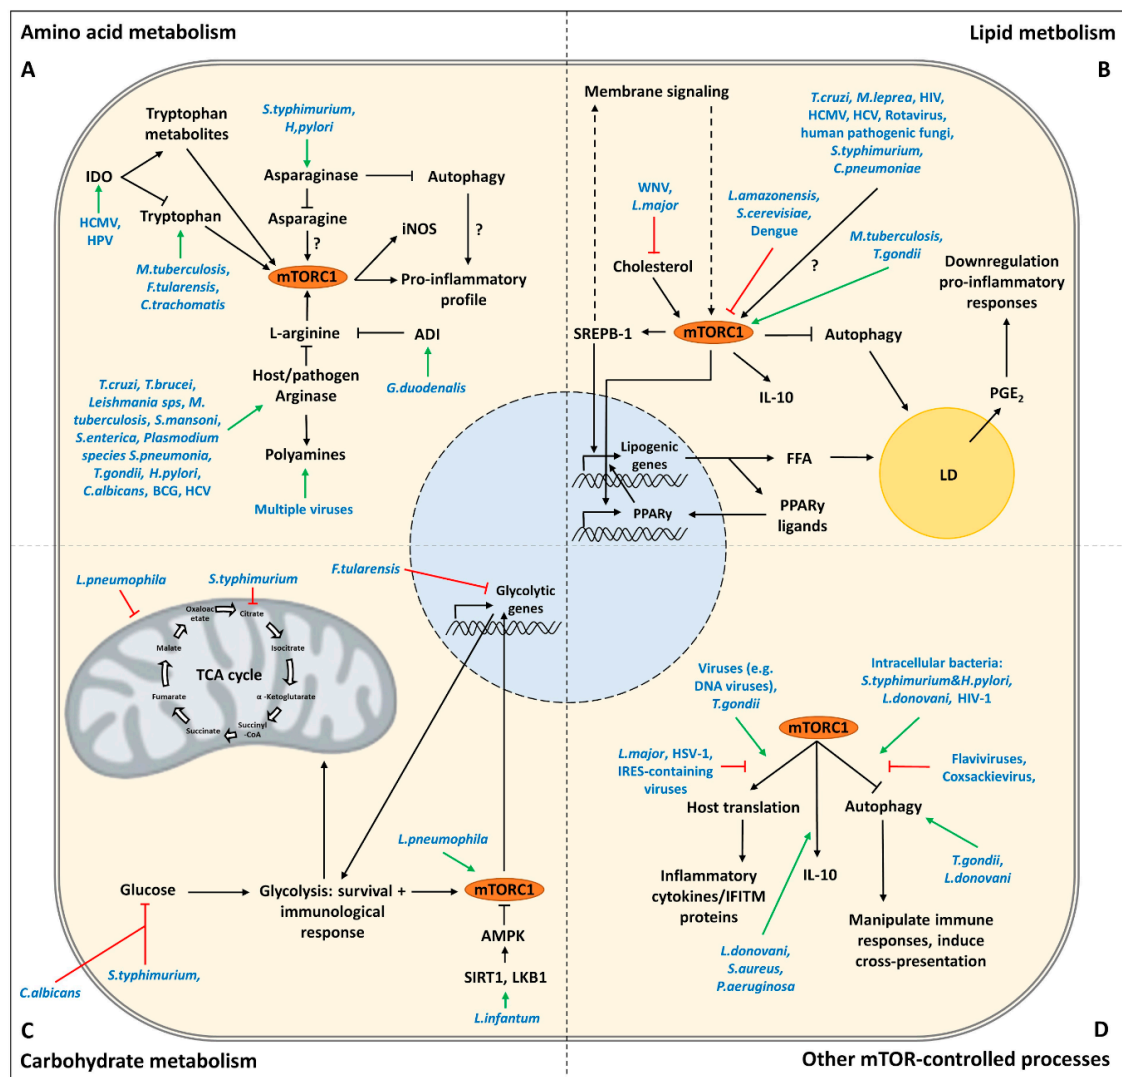 Amino acid metabolism
Lipid metbolism
A
B
Tryptophan
metabolites
S.typhimurium,
H,pylori
IDO
Asparaginase
Autophagy
HCMV,
HPV
Tryptophan
Asparagine
?
iNOS
?
M.tuberculosis,
F.tularensis,
C.trachomatis
mTORC1
Pro-inflammatory
profile
L-arginine
ADI
G.duodenalis
Host/pathogen
Arginase
T.cruzi, T.brucei,
Leishmania sps, M.
tuberculosis, S.mansoni,
S.enterica, Plasmodium
species S.pneumonia,
T.gondii, H.pylori,
C.albicans, BCG, HCV
Polyamines
Multiple viruses
Membrane signaling
T.cruzi, M.leprea, HIV,
HCMV, HCV, Rotavirus,
human pathogenic fungi,
S.typhimurium,
C.pneumoniae
WNV,
L.major
L.amazonensis,
S.cerevisiae,
Dengue
M.tuberculosis,
T.gondii
Cholesterol
?
Downregulation
pro-inflammatory
responses
SREPB-1
mTORC1
Autophagy
IL-10
PGE2
Lipogenic
genes
FFA
LD
PPARy
PPARy
ligands
L.pneumophila
S.typhimurium
F.tularensis
Glycolytic
genes
Oxaloac
etate
Citrate
Malate
Isocitrate
TCA cycle
Fumarate
α -Ketoglutarate
Succinate
Succinyl
-CoA
L.pneumophila
Glucose
Glycolysis: survival +
immunological
response
mTORC1
AMPK
SIRT1, LKB1
S.typhimurium,
C.albicans
L.infantum
Viruses (e.g.
DNA viruses),
T.gondii
Intracellular bacteria:
S.typhimurium&H.pylori,
L.donovani, HIV-1
mTORC1
L.major, HSV-1,
IRES-containing
viruses
Flaviviruses,
Coxsackievirus,
Host translation
Autophagy
Inflammatory
cytokines/IFITM
proteins
IL-10
T.gondii,
L.donovani
Manipulate immune
responses, induce
cross-presentation
L.donovani,
S.aureus,
P.aeruginosa
C
D
Carbohydrate metabolism
Other mTOR-controlled processes